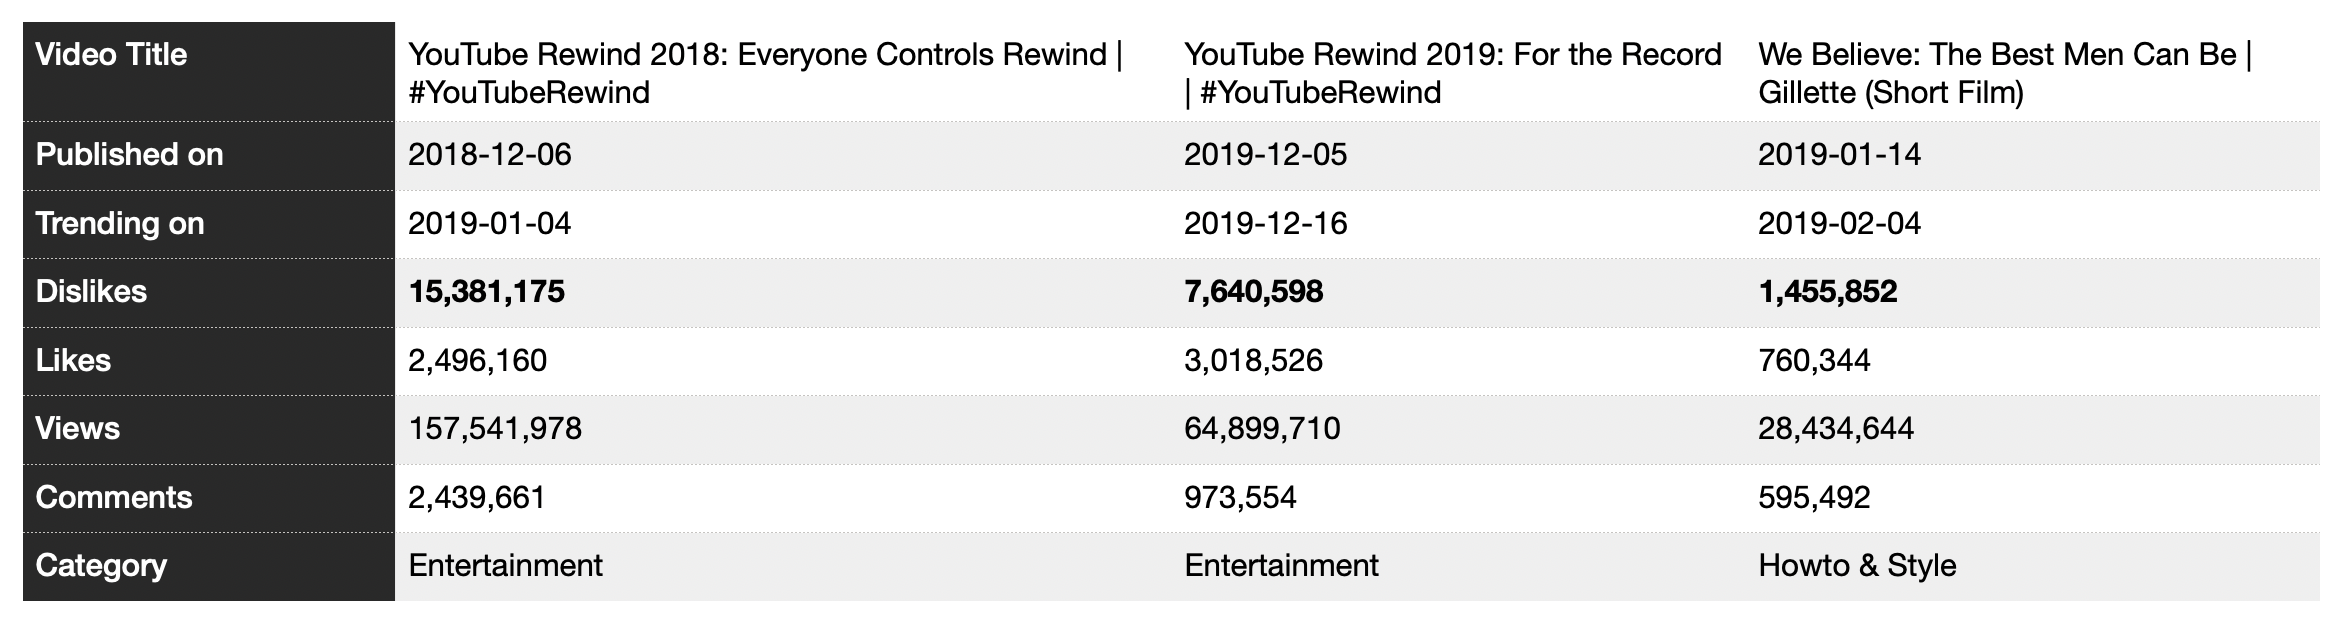 Video Title YouTube Rewind 2018: Everyone Controls Rewind | YouTube Rewind 2019: For the Record We Believe: The Best Men Can Be |
#YouTubeRewind | #YouTubeRewind Gillette (Short Film)
Published on 2018-12-06 2019-12-05 2019-01-14
Trending on 2019-01-04 2019-12-16 2019-02-04
Dislikes 15,381,175 7,640,598 1,455,852
Likes 2,496,160 3,018,526 760,344
Views 157,541,978 64,899,710 28,434,644
Comments 2,439,661 973,554 595,492
Category Entertainment Entertainment Howto & Style